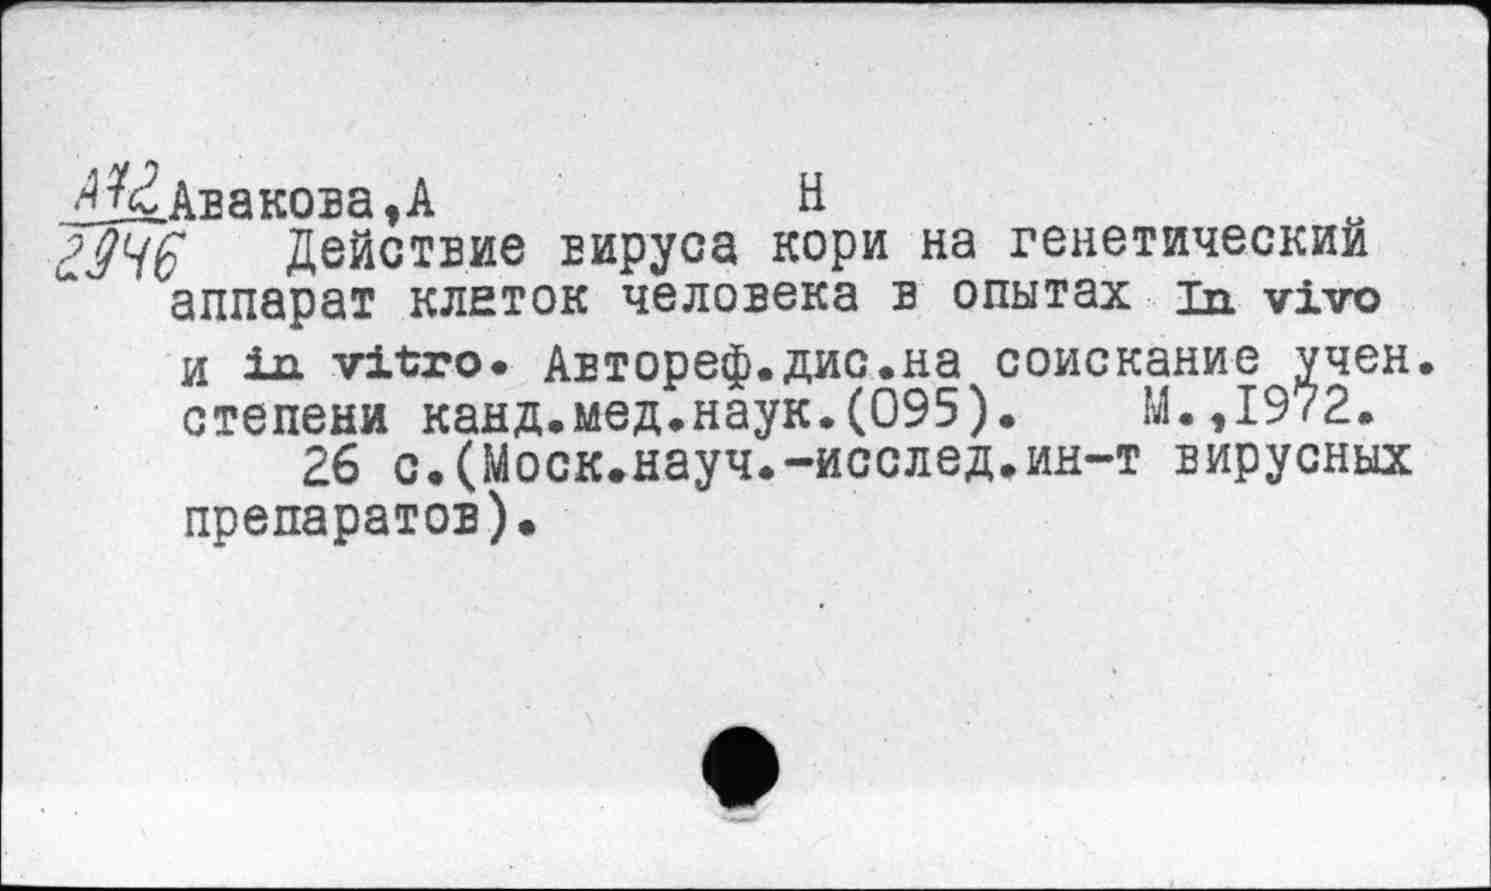 А72 Авакова,А Н
2946 Действие вируса кори на генетический
аппарат клеток человека в опытах In vivo
и in vitro. Автореф.дис.на соискание учен.
степени канд.мед.наук.(095). М.,1972.
26 с.(Моск.науч.-исслед.ин-т вирусных
препаратов).